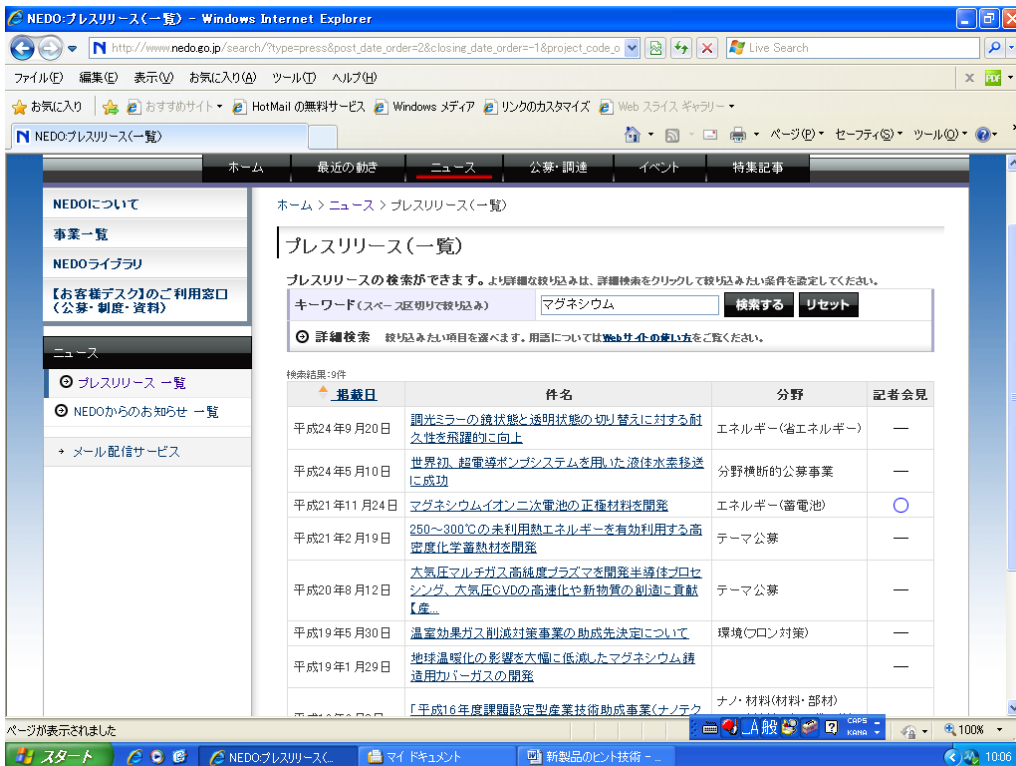 NEDO:プレスリリース(一覧) - Windows Internet Explorer
http://www.nedo.go.jp/search/?type=press&post_date_order=2&closing_date_order=-1&project_code_o
Live Search
ファイル(F) 編集(E) 表示(V) お気に入り(A) ツール(T) ヘルプ(H)
PDF
お気に入り おすすめサイト HotMail の無料サービス Windows メディア リンクのカスタマイズ Web スライス ギャラリー
NEDO:プレスリリース(一覧)
ページ(P) セーフティ(S) ツール(O)
ホーム 最近の動き ニュース 公募・調達 イベント 特集記事
NEDOについて
事業一覧
NEDOライブラリ
【お客様デスク】のご利用窓口
(公募・制度・資料)
ニュース
プレスリリース 一覧
NEDOからのお知らせ 一覧
メール配信サービス
ホーム > ニュース > プレスリリース(一覧)
プレスリリース(一覧)
プレスリリースの検索ができます。より詳細な絞り込みは、詳細検索をクリックして絞り込みたい条件を設定してください。
キーワード(スペース区切りで絞り込み) マグネシウム 検索する リセット
詳細検索 絞り込みたい項目を選べます。用語についてはWebサイトの使い方をご覧ください。
検索結果:9件
掲載日 件名 分野 記者会見
平成24年9月20日 調光ミラーの鏡状態と透明状態の切り替えに対する耐
久性を飛躍的に向上 エネルギー(省エネルギー) ―
平成24年5月10日 世界初、超電導ポンプシステムを用いた液体水素移送
に成功 分野横断的公募事業 ―
平成21年11月24日 マグネシウムイオン二次電池の正極材料を開発 エネルギー(蓄電池) ○
平成21年2月19日 250~300℃の未利用熱エネルギーを有効利用する高
密度化学蓄熱材を開発 テーマ公募 ―
平成20年8月12日 大気圧マルチガス高純度プラズマを開発半導体プロセ
シング、大気圧CVDの高速化や新物質の創造に貢献
【産... テーマ公募 ―
平成19年5月30日 温室効果ガス削減対策事業の助成先決定について 環境(フロン対策) ―
平成19年1月29日 地球温暖化の影響を大幅に低減したマグネシウム鋳
造用カバーガスの開発 ―
「平成16年度課題設定型産業技術助成事業(ナノテク ナノ・材料(材料・部材)
ページが表示されました
A般
CAPS
KANA
100%
スタート
NEDO:プレスリリース(...
マイ ドキュメント
新製品のヒント技術 - ...
10:06